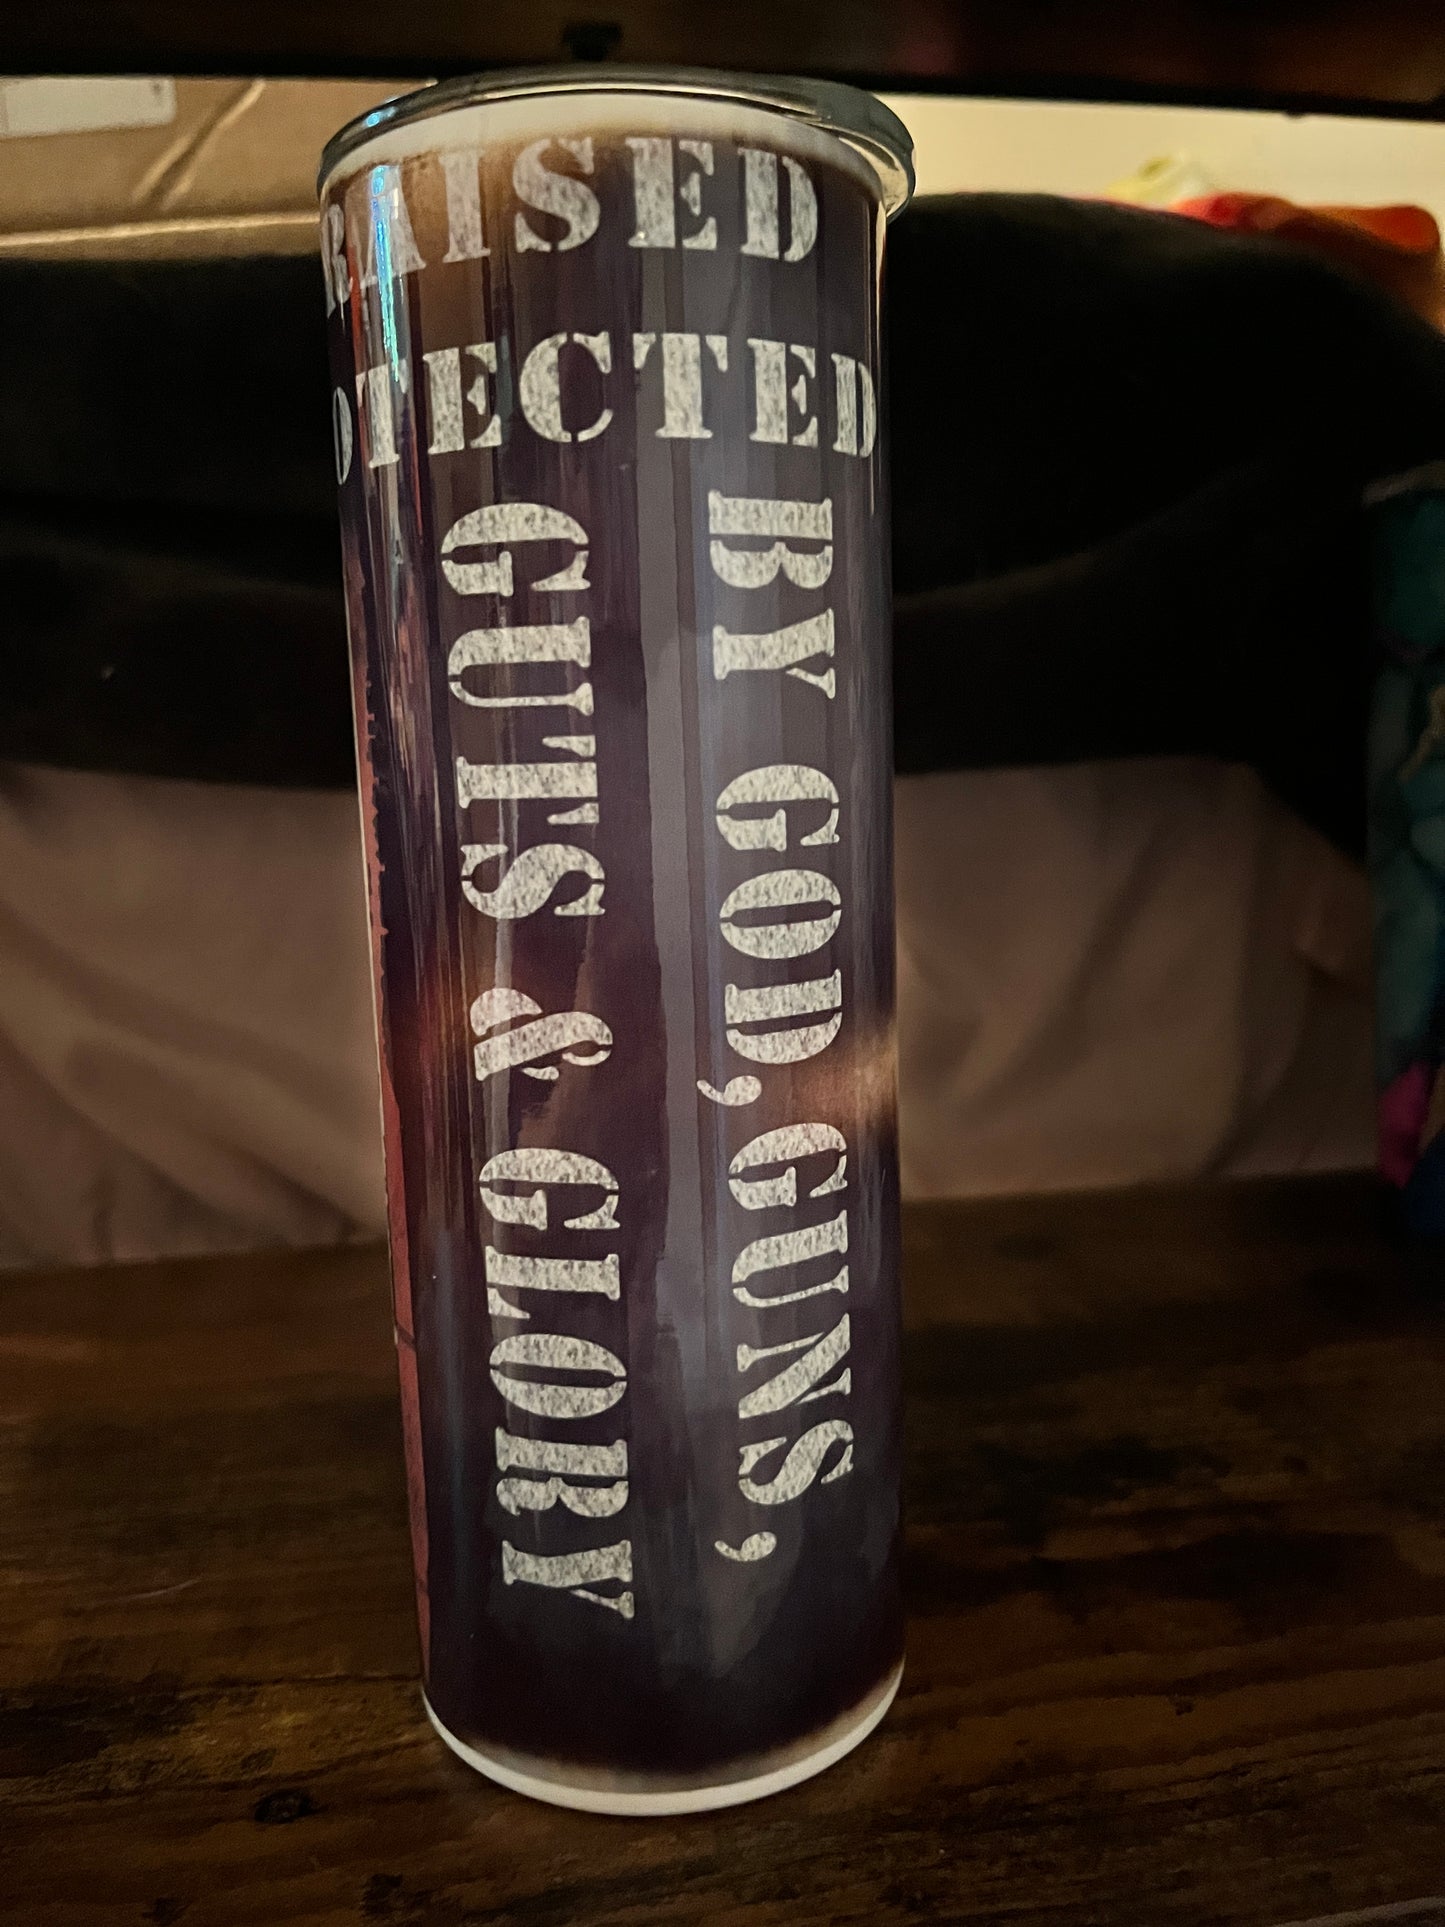 RAISED
OTECTED
BY GOD, GUNS,
GUTS & GLORY